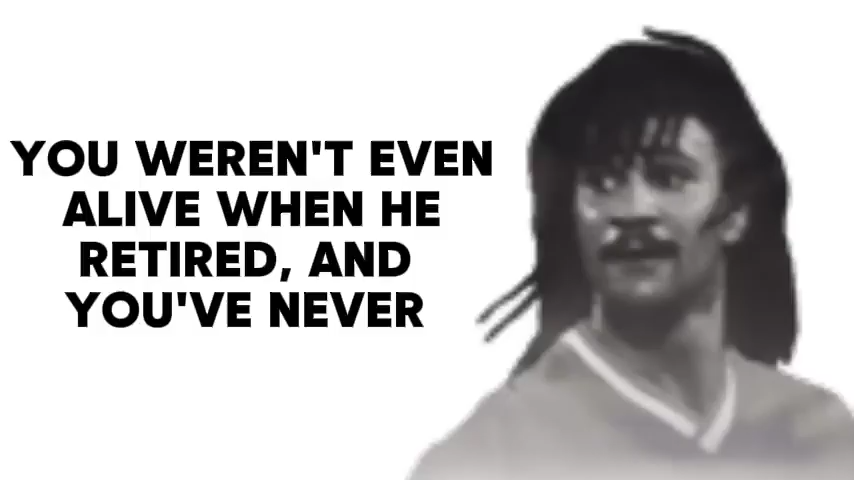 YOU WEREN'T EVEN
ALIVE WHEN HE
RETIRED, AND
YOU'VE NEVER